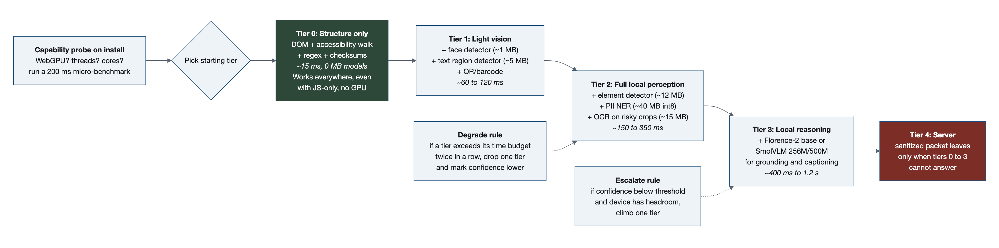 Capability probe on install
WebGPU? threads? cores?
run a 200 ms micro-benchmark
Pick starting tier
Tier 0: Structure only
DOM + accessibility walk
+ regex + checksums
~15 ms, 0 MB models
Works everywhere, even
with JS-only, no GPU
Tier 1: Light vision
+ face detector (~1 MB)
+ text region detector (~5 MB)
+ QR/barcode
~60 to 120 ms
Tier 2: Full local perception
+ element detector (~12 MB)
+ PII NER (~40 MB int8)
+ OCR on risky crops (~15 MB)
~150 to 350 ms
Degrade rule
if a tier exceeds its time budget
twice in a row, drop one tier
and mark confidence lower
Tier 3: Local reasoning
+ Florence-2 base or
SmolVLM 256M/500M
for grounding and captioning
~400 ms to 1.2 s
Escalate rule
if confidence below threshold
and device has headroom,
climb one tier
Tier 4: Server
sanitized packet leaves
only when tiers 0 to 3
cannot answer